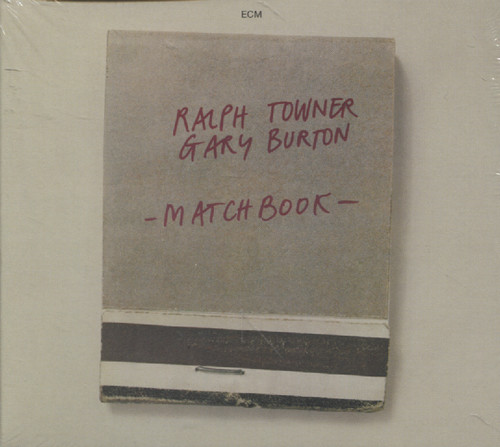 ECM
RALPH TOWNER
GARY BURTON
- MATCHBOOK -